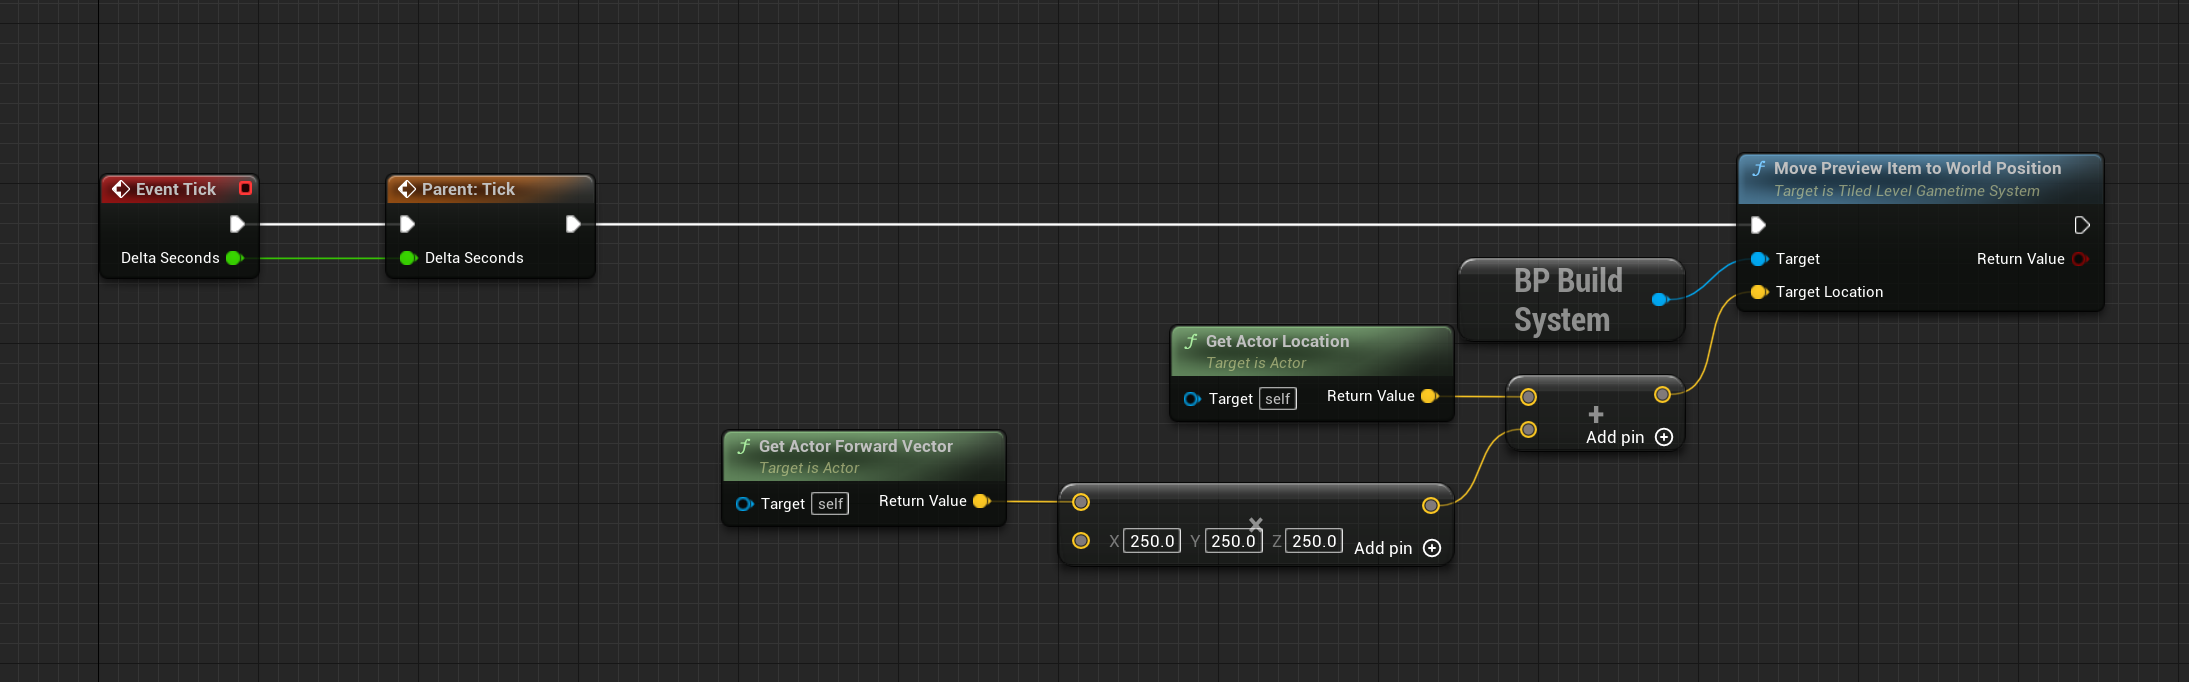 Event Tick
Delta Seconds
Parent: Tick
Delta Seconds
Move Preview Item to World Position
Target is Tiled Level Gametime System
Target
Return Value
Target Location
BP Build
System
Get Actor Location
Target is Actor
Target self
Return Value
+
Add pin
Get Actor Forward Vector
Target is Actor
Target self
Return Value
×
X 250.0 Y 250.0 Z 250.0
Add pin